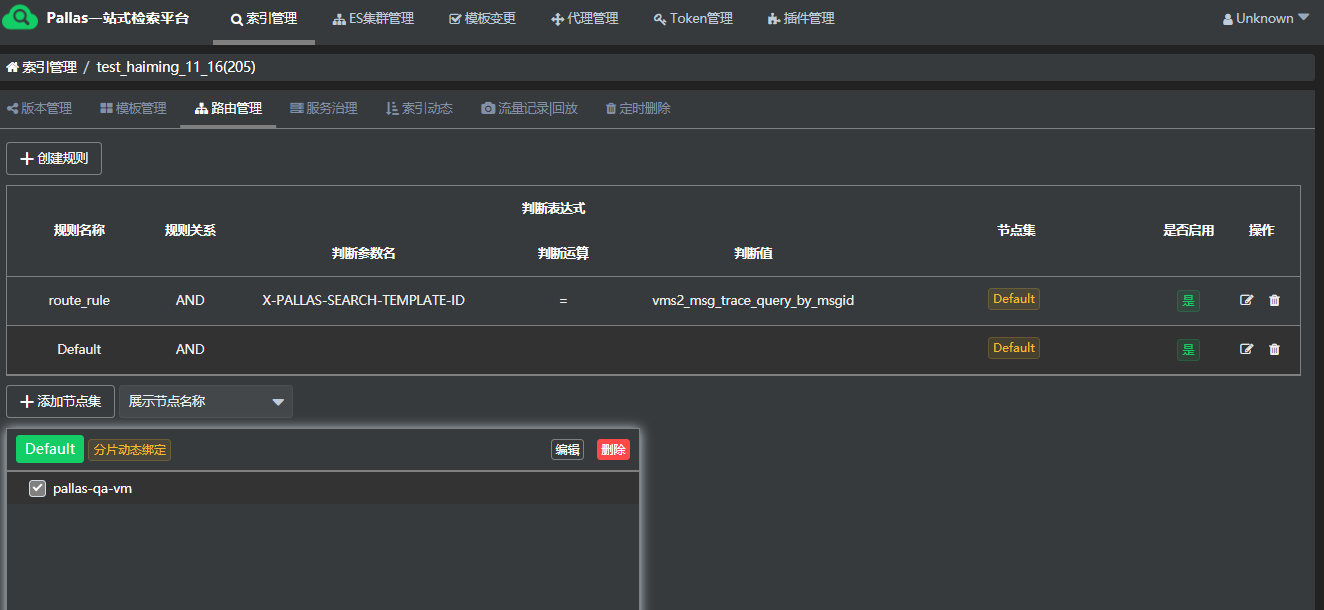 Pallas一站式检索平台 索引管理 ES集群管理 模板变更 代理管理 Token管理 插件管理 Unknown
索引管理 / test_haiming_11_16(205)
版本管理 模板管理 路由管理 服务治理 索引动态 流量记录|回放 定时删除
创建规则
判断表达式
规则名称 规则关系 节点集 是否启用 操作
判断参数名 判断运算 判断值
route_rule AND X-PALLAS-SEARCH-TEMPLATE-ID = vms2_msg_trace_query_by_msgid Default 是
Default AND Default 是
添加节点集 展示节点名称
Default 分片动态绑定 编辑 删除
pallas-qa-vm